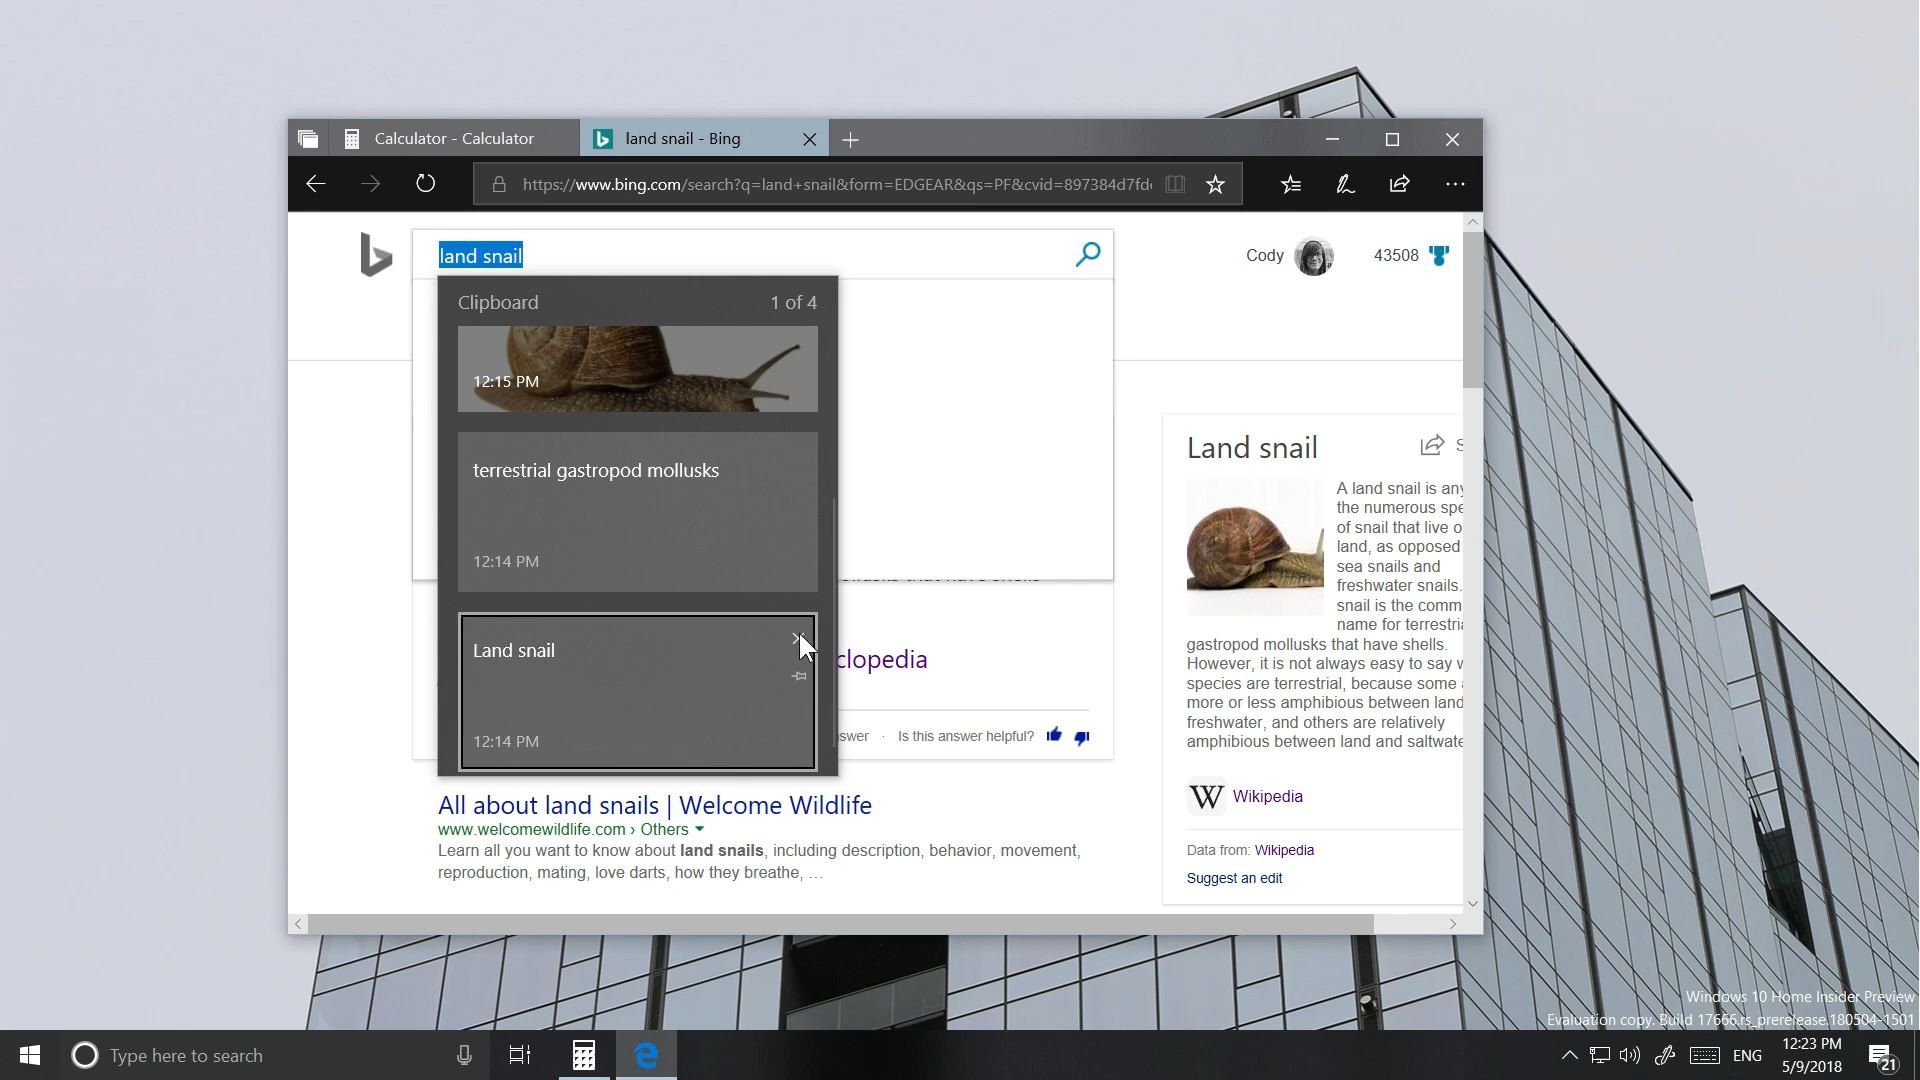 Calculator - Calculator
land snail - Bing
https://www.bing.com/search?q=land+snail&form=EDGEAR&qs=PF&cvid=897384d7fd
land snail
Cody
43508
Clipboard
1 of 4
12:15 PM
terrestrial gastropod mollusks
12:14 PM
Land snail
12:14 PM
clopedia
swer · Is this answer helpful?
All about land snails | Welcome Wildlife
www.welcomewildlife.com › Others
Learn all you want to know about land snails, including description, behavior, movement,
reproduction, mating, love darts, how they breathe, ...
Land snail
S
A land snail is any
the numerous spe
of snail that live o
land, as opposed
sea snails and
freshwater snails.
snail is the comm
name for terrestria
gastropod mollusks that have shells.
However, it is not always easy to say w
species are terrestrial, because some
more or less amphibious between land
freshwater, and others are relatively
amphibious between land and saltwate
W Wikipedia
Data from: Wikipedia
Suggest an edit
Windows 10 Home Insider Preview
Evaluation copy. Build 17666.rs_prerelease.180504-1501
Type here to search
ENG
12:23 PM
5/9/2018
21